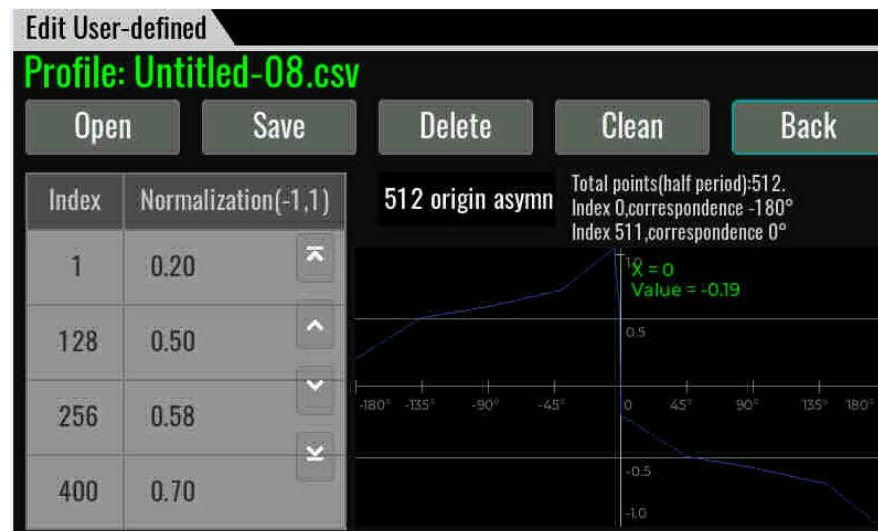 Edit User-defined
Profile: Untitled-08.csv
Open Save Delete Clean Back
Index Normalization(-1,1)
1 0.20
128 0.50
256 0.58
400 0.70
512 origin asymn
Total points(half period):512.
Index 0,correspondence -180°
Index 511,correspondence 0°
1.0
X = 0
Value = -0.19
0.5
-180° -135° -90° -45° 0 45° 90° 135° 180°
-0.5
-1.0